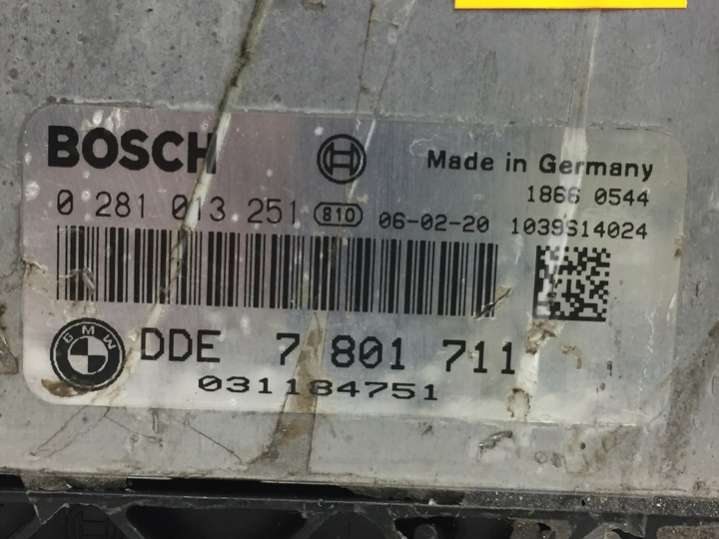 BOSCH
Made in Germany
1866 0544
0 281 013 251 810 06-02-20 1039S14024
BMW
DDE 7 801 711
031184751